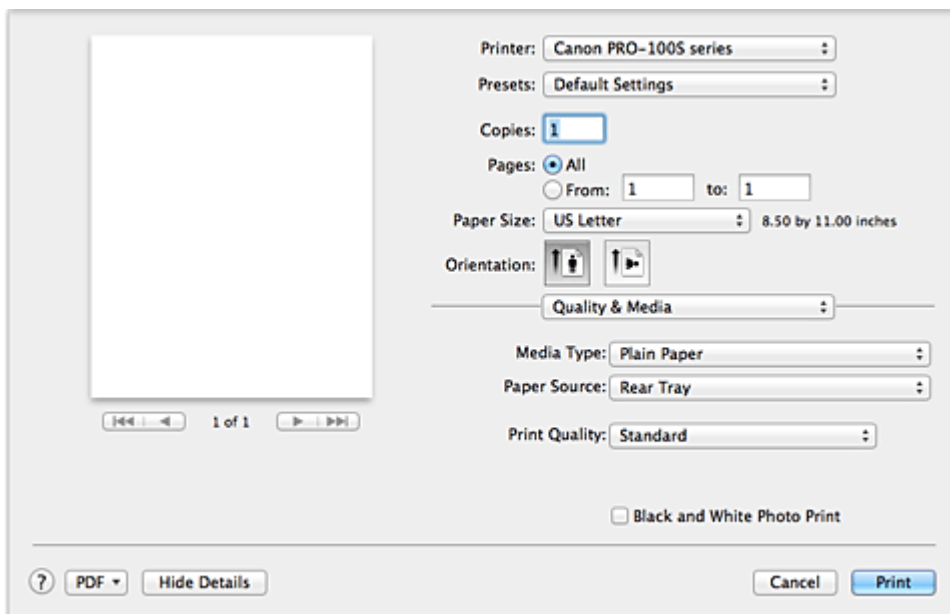 Printer: Canon PRO-100S series
Presets: Default Settings
Copies: 1
Pages: All
From: 1 to: 1
Paper Size: US Letter 8.50 by 11.00 inches
Orientation:
Quality & Media
Media Type: Plain Paper
Paper Source: Rear Tray
1 of 1
Print Quality: Standard
Black and White Photo Print
? PDF Hide Details Cancel Print